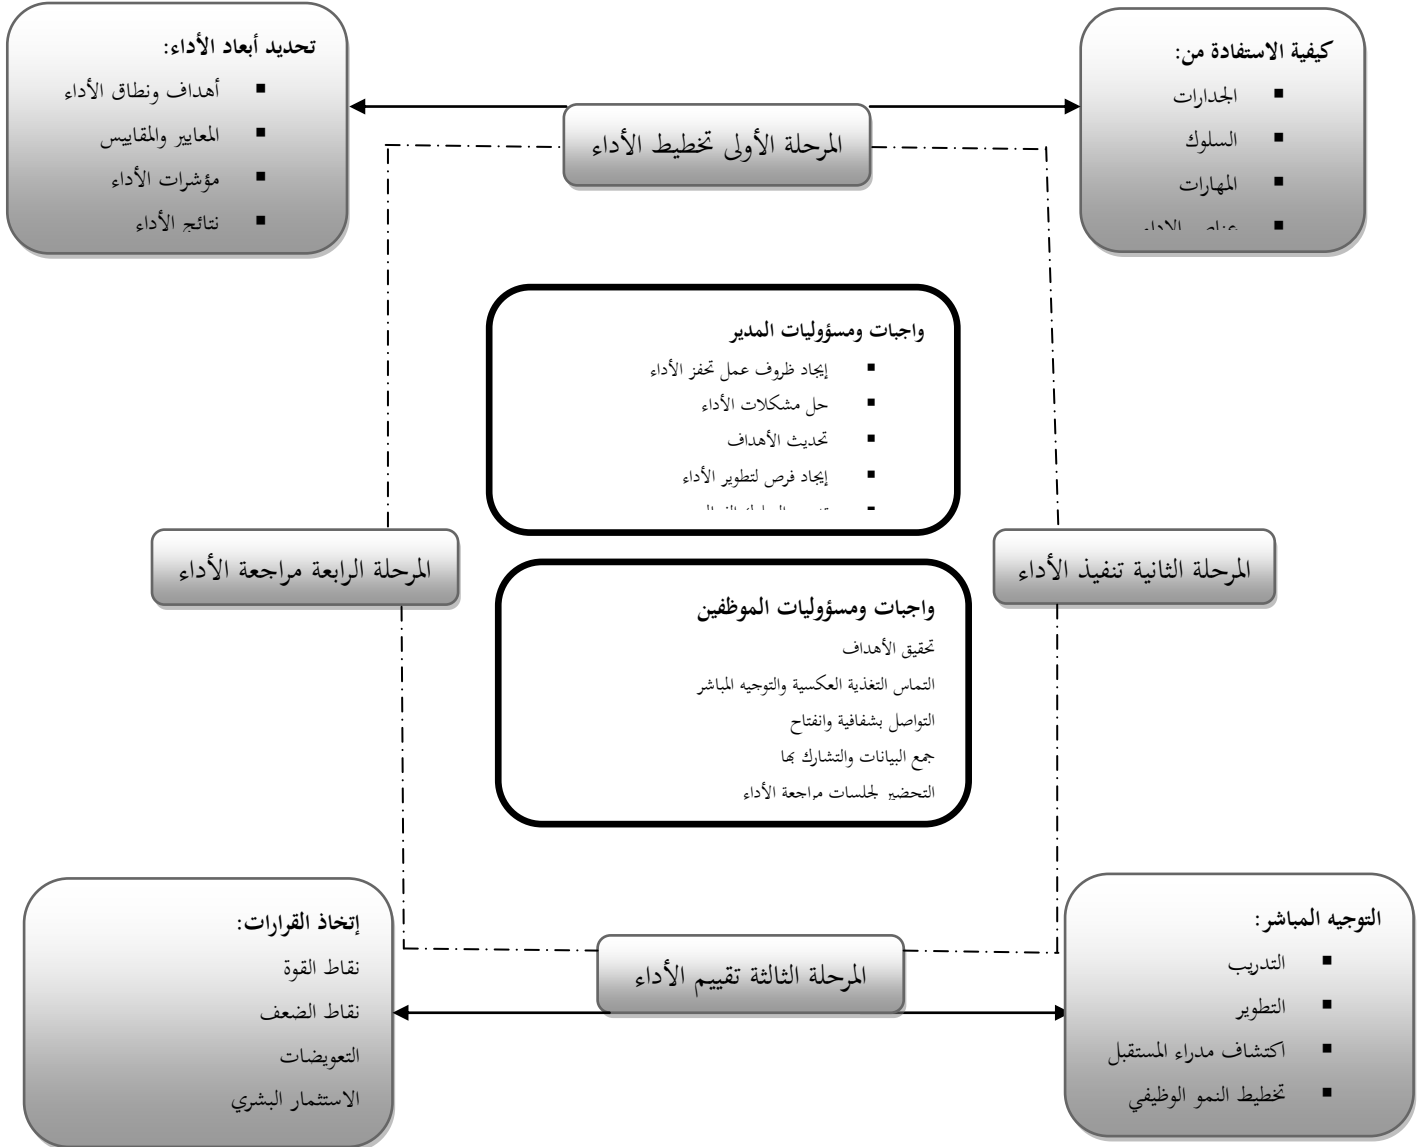 كيفية الاستفادة من:
▪ الجدارات
▪ السلوك
▪ المهارات
▪ عناصر الاداء
تحديد أبعاد الأداء:
▪ أهداف ونطاق الأداء
▪ المعايير والمقاييس
▪ مؤشرات الأداء
▪ نتائج الأداء
المرحلة الأولى تخطيط الأداء
واجبات ومسؤوليات المدير
▪ إيجاد ظروف عمل تحفز الأداء
▪ حل مشكلات الأداء
▪ تحديث الأهداف
▪ إيجاد فرص لتطوير الأداء
المرحلة الثانية تنفيذ الأداء
المرحلة الرابعة مراجعة الأداء
واجبات ومسؤوليات الموظفين
تحقيق الأهداف
التماس التغذية العكسية والتوجيه المباشر
التواصل بشفافية وانفتاح
جمع البيانات والتشارك بها
التحضير لجلسات مراجعة الأداء
المرحلة الثالثة تقييم الأداء
التوجيه المباشر:
▪ التدريب
▪ التطوير
▪ اكتشاف مدراء المستقبل
▪ تخطيط النمو الوظيفي
إتخاذ القرارات:
نقاط القوة
نقاط الضعف
التعويضات
الاستثمار البشري